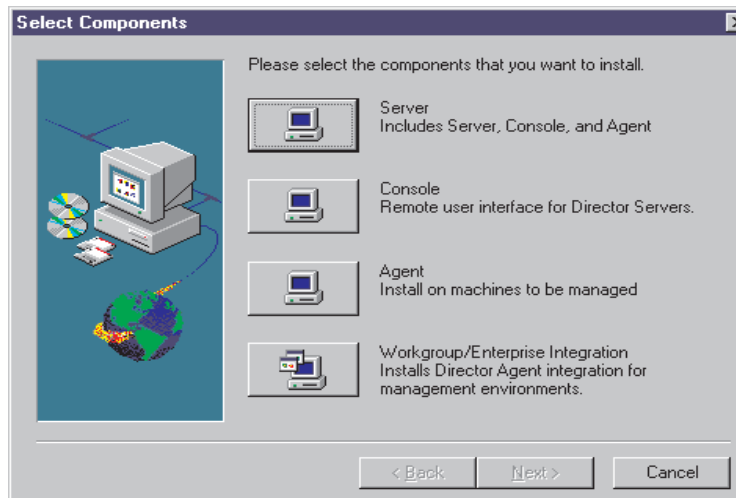 Select Components
Please select the components that you want to install.
Server
Includes Server, Console, and Agent
Console
Remote user interface for Director Servers.
Agent
Install on machines to be managed
Workgroup/Enterprise Integration
Installs Director Agent integration for
management environments.
< Back
Next >
Cancel